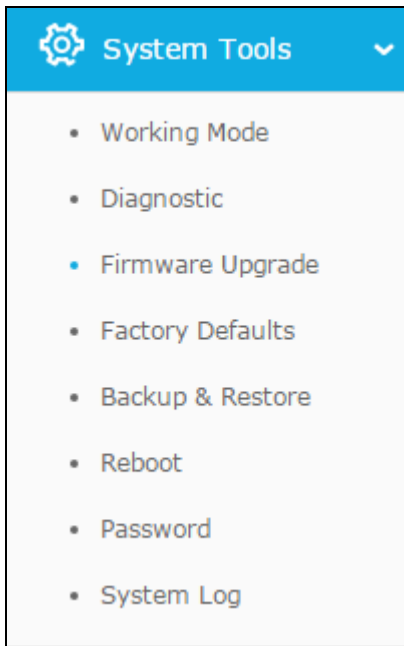 System Tools
Working Mode
Diagnostic
Firmware Upgrade
Factory Defaults
Backup & Restore
Reboot
Password
System Log